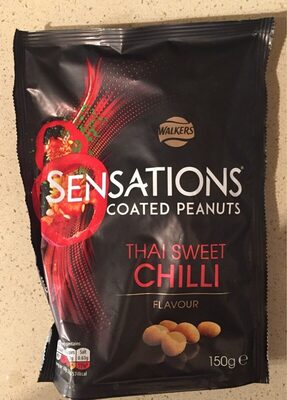 WALKERS
SENSATIONS
COATED PEANUTS
THAI SWEET
CHILLI
FLAVOUR
150g e